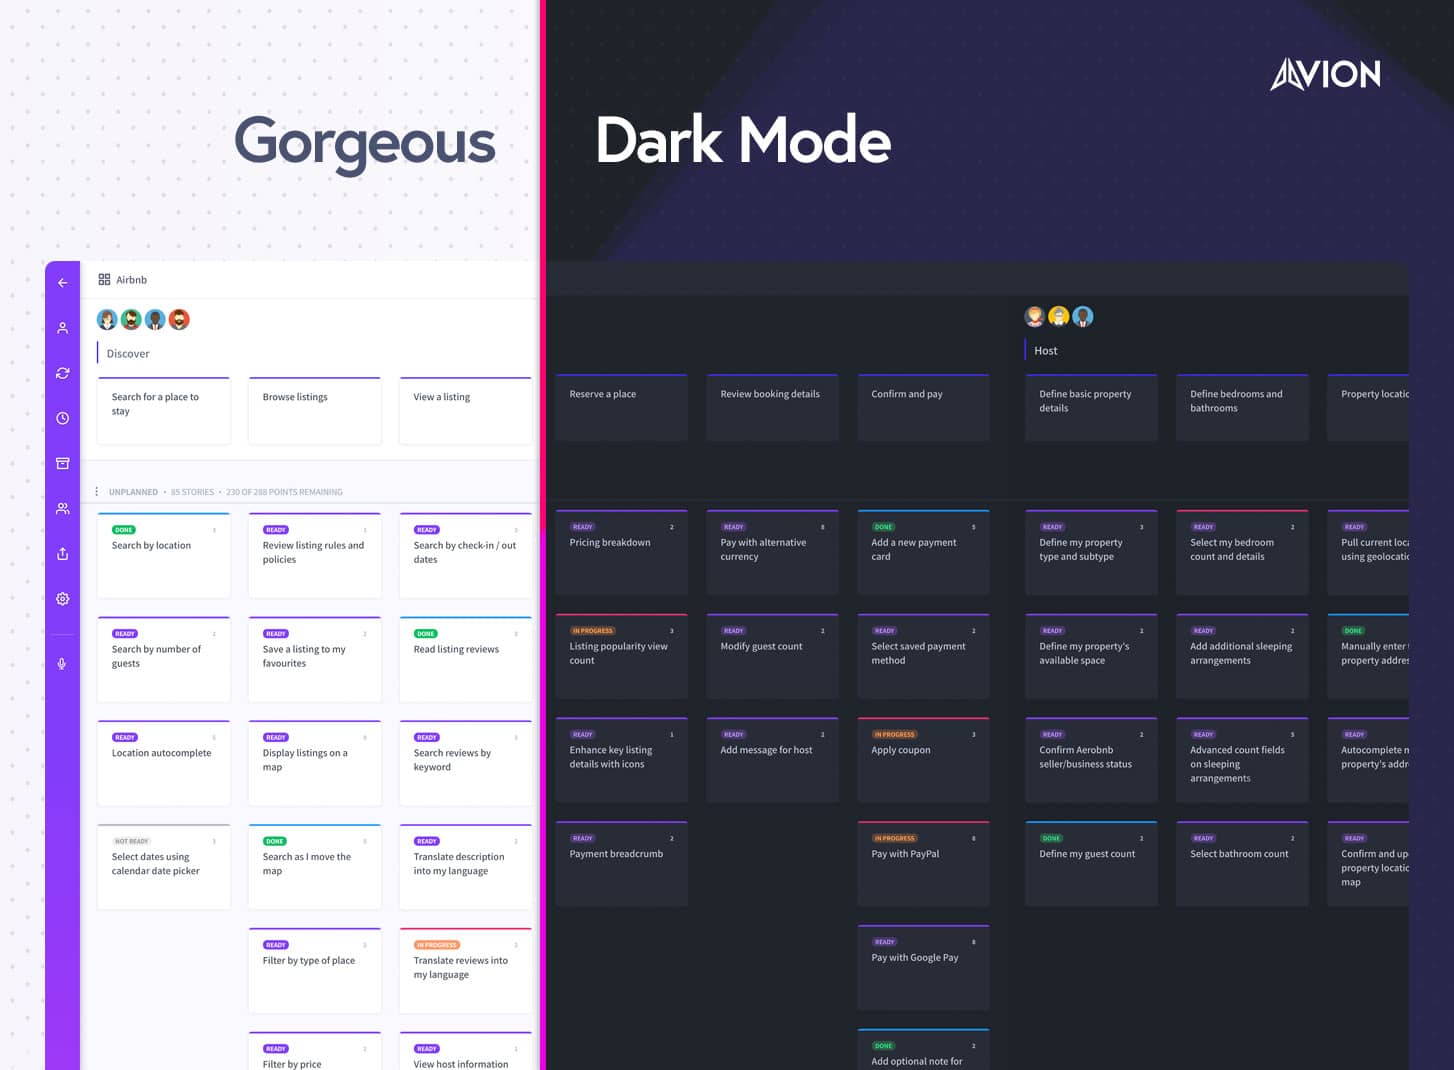 AVION
Gorgeous
Dark Mode
Airbnb
Discover
Host
Search for a place to
stay
Browse listings
View a listing
Reserve a place
Review booking details
Confirm and pay
Define basic property
details
Define bedrooms and
bathrooms
Property locatio
UNPLANNED • 85 STORIES • 230 OF 288 POINTS REMAINING
DONE
Search by location
READY
Review listing rules and
policies
READY
Search by check-in / out
dates
READY 2
Pricing breakdown
READY 8
Pay with alternative
currency
DONE 5
Add a new payment
card
READY 3
Define my property
type and subtype
READY 2
Select my bedroom
count and details
READY
Pull current loca
using geolocatio
READY
Search by number of
guests
READY
Save a listing to my
favourites
DONE
Read listing reviews
IN PROGRESS 3
Listing popularity view
count
READY 2
Modify guest count
READY 2
Select saved payment
method
READY 2
Define my property's
available space
READY 2
Add additional sleeping
arrangements
DONE
Manually enter
property addres
READY
Location autocomplete
READY
Display listings on a
map
READY
Search reviews by
keyword
READY 1
Enhance key listing
details with icons
READY 2
Add message for host
IN PROGRESS 3
Apply coupon
READY 2
Confirm Aerobnb
seller/business status
READY 5
Advanced count fields
on sleeping
arrangements
READY
Autocomplete
property's addr
NOT READY
Select dates using
calendar date picker
DONE
Search as I move the
map
READY
Translate description
into my language
READY 2
Payment breadcrumb
IN PROGRESS 8
Pay with PayPal
DONE 2
Define my guest count
READY 2
Select bathroom count
READY
Confirm and up
property locatio
map
READY
Filter by type of place
IN PROGRESS
Translate reviews into
my language
READY 8
Pay with Google Pay
READY
Filter by price
READY
View host information
DONE 2
Add optional note for